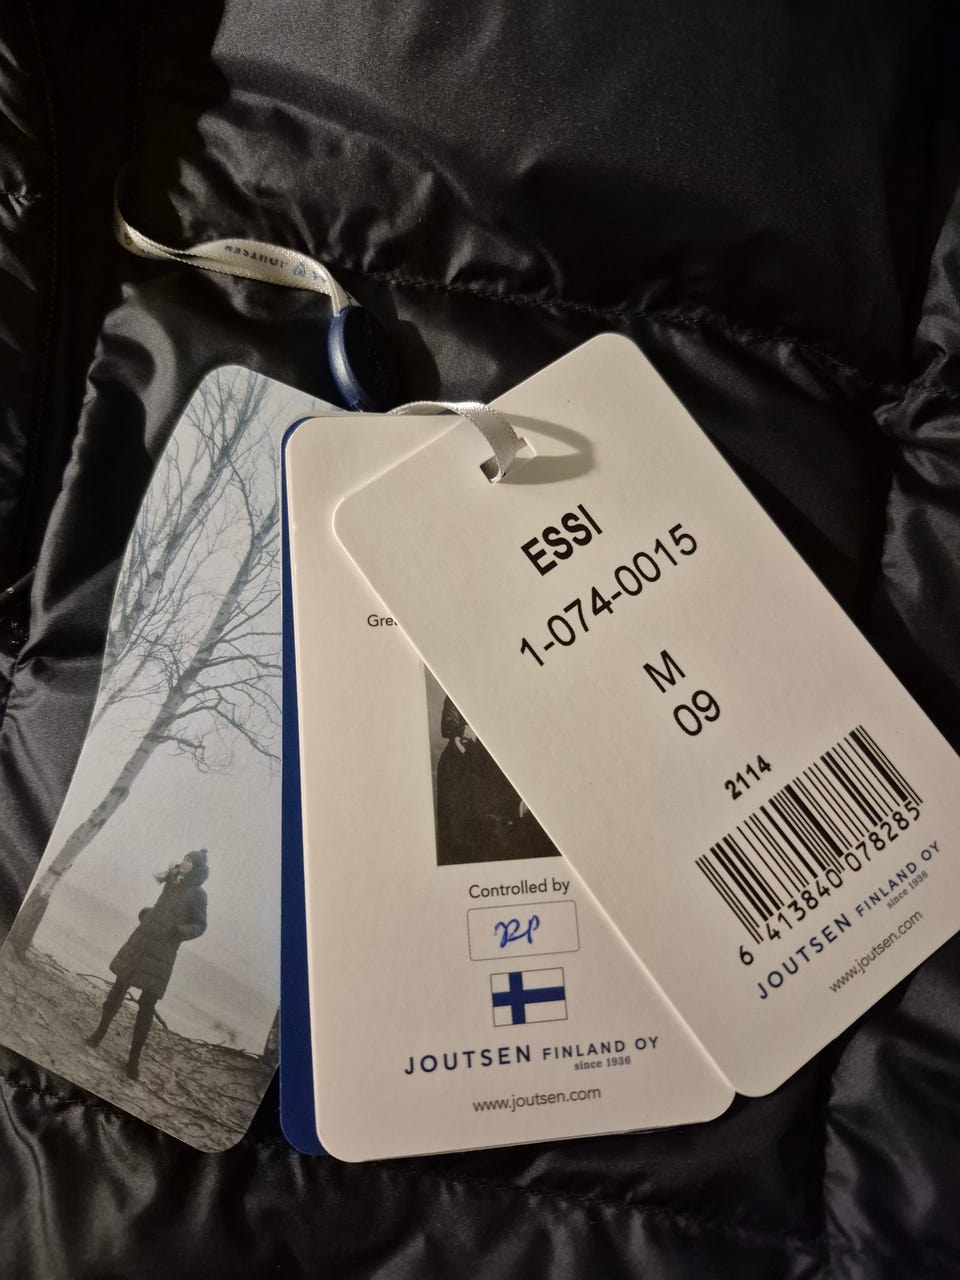 JOUTSEN
ESSI
1-074-0015
M
09
2114
6 413840 078285
JOUTSEN FINLAND OY
since 1936
www.joutsen.com
Controlled by
JOUTSEN FINLAND OY
since 1936
www.joutsen.com